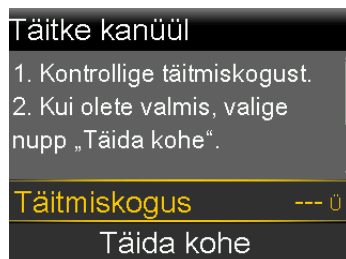 Täitke kanüül
1. Kontrollige täitmiskogust.
2. Kui olete valmis, valige
nupp „Täida kohe“.
Täitmiskogus --- Ü
Täida kohe